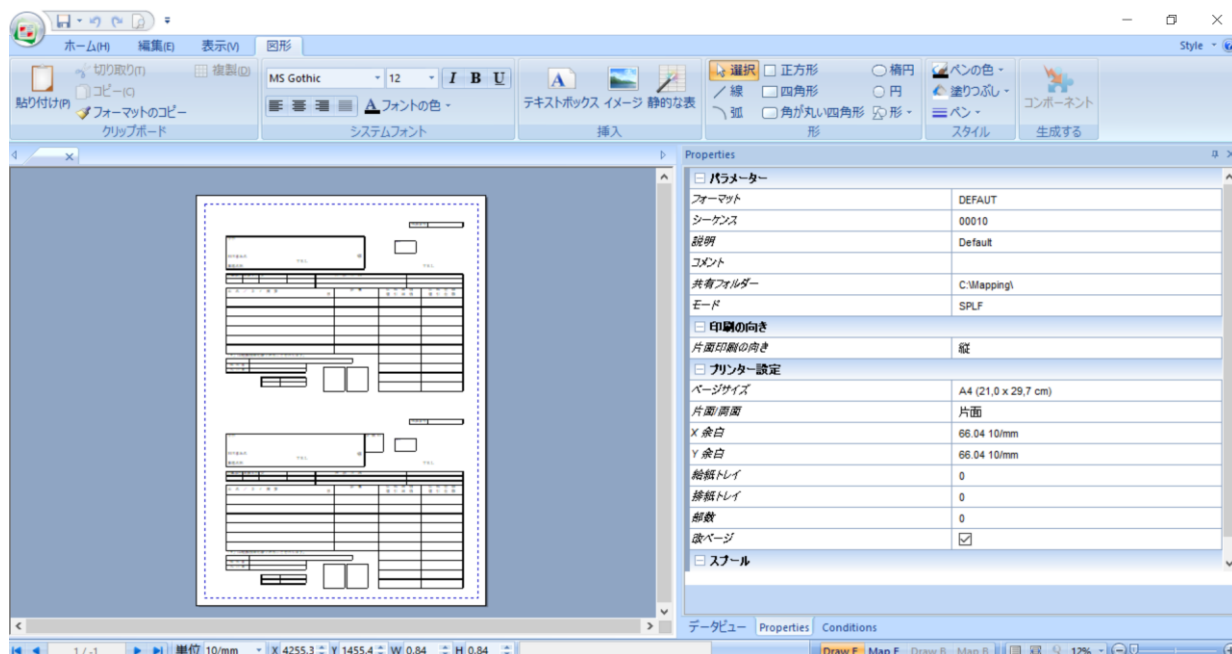 ホーム(H) 編集(E) 表示(V) 図形 Style
貼り付け(P)
切り取り(T)
コピー(C)
フォーマットのコピー
複製(D)
クリップボード
MS Gothic 12 I B U
A フォントの色
システムフォント
テキストボックス イメージ 静的な表
挿入
選択 正方形 楕円
線 四角形 円
弧 角が丸い四角形 形
形
ペンの色
塗りつぶし
ペン
スタイル
コンポーネント
生成する
Properties
パラメーター
フォーマット DEFAUT
シーケンス 00010
説明 Default
コメント
共有フォルダー C:\Mapping\
モード SPLF
印刷の向き
片面印刷の向き 縦
プリンター設定
ページサイズ A4 (21,0 x 29,7 cm)
片面/両面 片面
X 余白 66.04 10/mm
Y 余白 66.04 10/mm
給紙トレイ 0
排紙トレイ 0
部数 0
改ページ
スプール
データビュー Properties Conditions
1 / -1 単位 10/mm X 4255.3 Y 1455.4 W 0.84 H 0.84
Draw F Map F Draw B Map B 12%